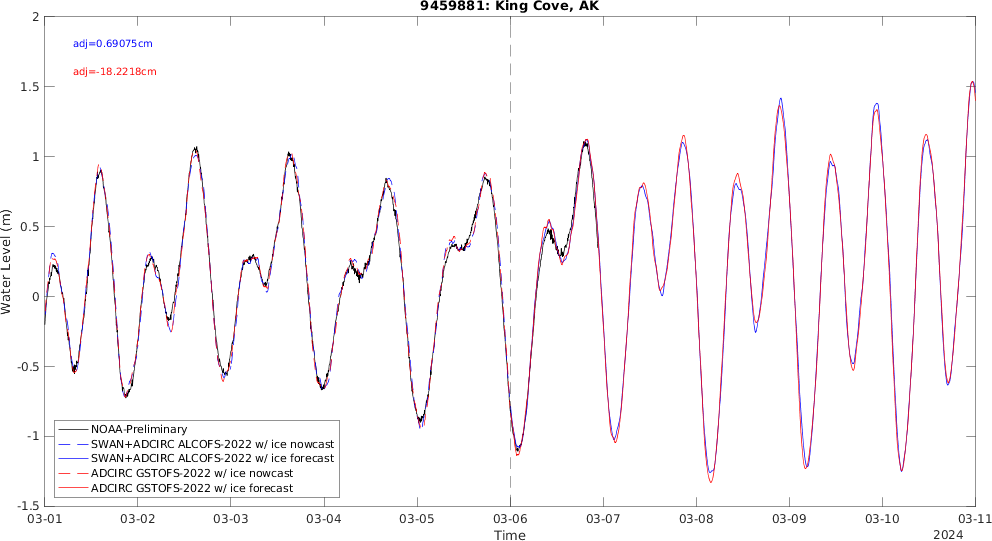 9459881: King Cove, AK
adj=0.69075cm
adj=-18.2218cm
Water Level (m)
2
1.5
1
0.5
0
-0.5
-1
-1.5
NOAA-Preliminary
SWAN+ADCIRC ALCOFS-2022 w/ ice nowcast
SWAN+ADCIRC ALCOFS-2022 w/ ice forecast
ADCIRC GSTOFS-2022 w/ ice nowcast
ADCIRC GSTOFS-2022 w/ ice forecast
03-01 03-02 03-03 03-04 03-05 03-06 03-07 03-08 03-09 03-10 03-11
Time
2024